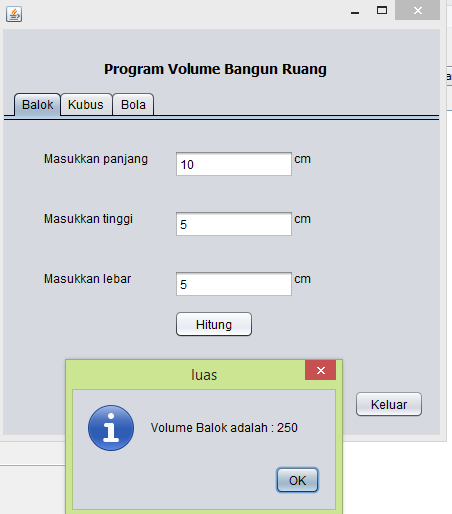 Program Volume Bangun Ruang
Balok Kubus Bola
Masukkan panjang 10 cm
Masukkan tinggi 5 cm
Masukkan lebar 5 cm
Hitung
luas
Keluar
Volume Balok adalah : 250
OK